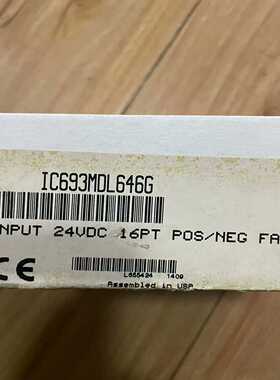 IC693MDL646G
INPUT 24VDC 16PT POS/NEG FA
CE
L655424 1409
Assembled in USA